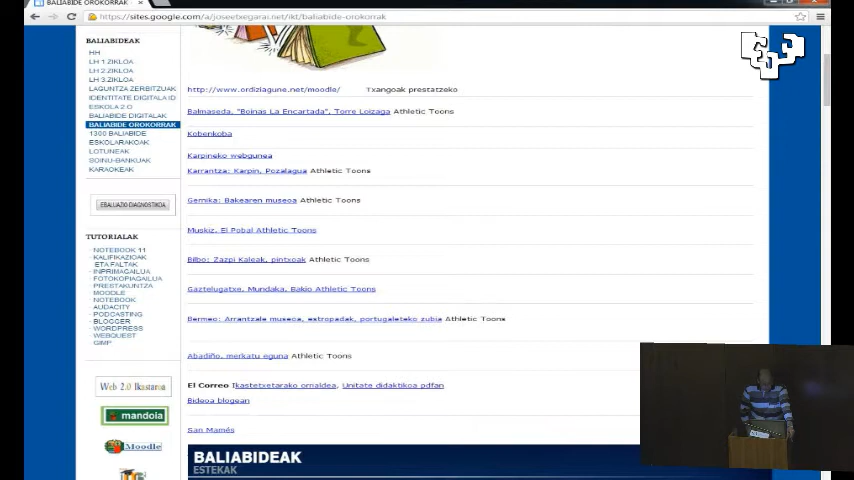 BALIABIDE OROKORRAK
https://sites.google.com/a/joseetxegarai.net/ikt/baliabide-orokorrak
BALIABIDEAK
HH
LH 1.ZIKLOA
LH 2.ZIKLOA
LH 3.ZIKLOA
LAGUNTZA ZERBITZUAK
IDENTITATE DIGITALA ID
ESKOLA 2.0
BALIABIDE DIGITALAK
BALIABIDE OROKORRAK
1300 BALIABIDE
ESKOLARAKOAK
LOTUNEAK
SOINU-BANKUAK
KARAOKEAK
EBALUAZIO DIAGNOSTIKOA
TUTORIALAK
NOTEBOOK 11
KALIFIKAZIOAK
ETA FALTAK
INPRIMAGAILUA
FOTOKOPIAGAILUA
PRESTAKUNTZA
MOODLE
NOTEBOOK
AUDACITY
PODCASTING
BLOGGER
WORDPRESS
WEBQUEST
GIMP
Web 2.0 Ikastaroa
mandoia
Moodle
http://www.ordiziagune.net/moodle/ Txangoak prestatzeko
Balmaseda, "Boinas La Encartada", Torre Loizaga Athletic Toons
Kobenkoba
Karpineko webgunea
Karrantza: Karpin, Pozalagua Athletic Toons
Gernika: Bakearen museoa Athletic Toons
Muskiz, El Pobal Athletic Toons
Bilbo: Zazpi Kaleak, pintxoak Athletic Toons
Gaztelugatxe, Mundaka, Bakio Athletic Toons
Bermeo: Arrantzale museoa, estropadak, portugaleteko zubia Athletic Toons
Abadiño, merkatu eguna Athletic Toons
El Correo Ikastetxetarako orrialdea, Unitate didaktikoa pdfan
Bideoa blogean
San Mamés
BALIABIDEAK
ESTEKAK